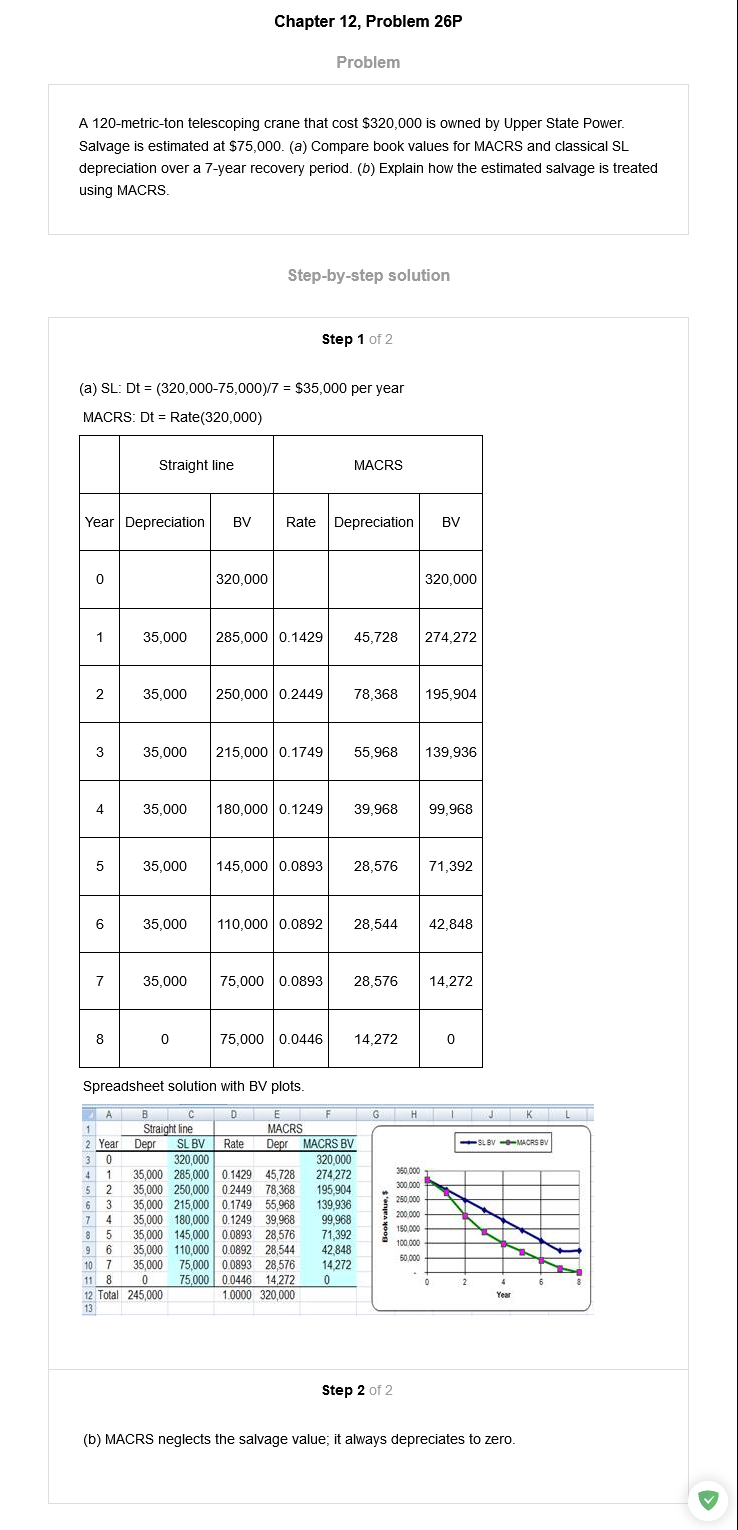 Chapter 12, Problem 26P
Problem
A 120-metric-ton telescoping crane that cost $320,000 is owned by Upper State Power.
Salvage is estimated at $75,000. (a) Compare book values for MACRS and classical SL
depreciation over a 7-year recovery period. (b) Explain how the estimated salvage is treated
using MACRS.
Step-by-step solution
Step 1 of 2
(a) SL: Dt = (320,000-75,000)/7 = $35,000 per year
MACRS: Dt = Rate(320,000)
Straight line MACRS
Year Depreciation BV Rate Depreciation BV
0 320,000 320,000
1 35,000 285,000 0.1429 45,728 274,272
2 35,000 250,000 0.2449 78,368 195,904
3 35,000 215,000 0.1749 55,968 139,936
4 35,000 180,000 0.1249 39,968 99,968
5 35,000 145,000 0.0893 28,576 71,392
6 35,000 110,000 0.0892 28,544 42,848
7 35,000 75,000 0.0893 28,576 14,272
8 0 75,000 0.0446 14,272 0
Spreadsheet solution with BV plots.
A B C D E F G H I J K L
1 Straight line MACRS
2 Year Depr SL BV Rate Depr MACRS BV
3 0 320,000 320,000
4 1 35,000 285,000 0.1429 45,728 274,272
5 2 35,000 250,000 0.2449 78,368 195,904
6 3 35,000 215,000 0.1749 55,968 139,936
7 4 35,000 180,000 0.1249 39,968 99,968
8 5 35,000 145,000 0.0893 28,576 71,392
9 6 35,000 110,000 0.0892 28,544 42,848
10 7 35,000 75,000 0.0893 28,576 14,272
11 8 0 75,000 0.0446 14,272 0
12 Total 245,000 1.0000 320,000
13
SL BV MACRS BV
Book value, $
350,000
300,000
250,000
200,000
150,000
100,000
50,000
-
0 2 4 6 8
Year
Step 2 of 2
(b) MACRS neglects the salvage value; it always depreciates to zero.